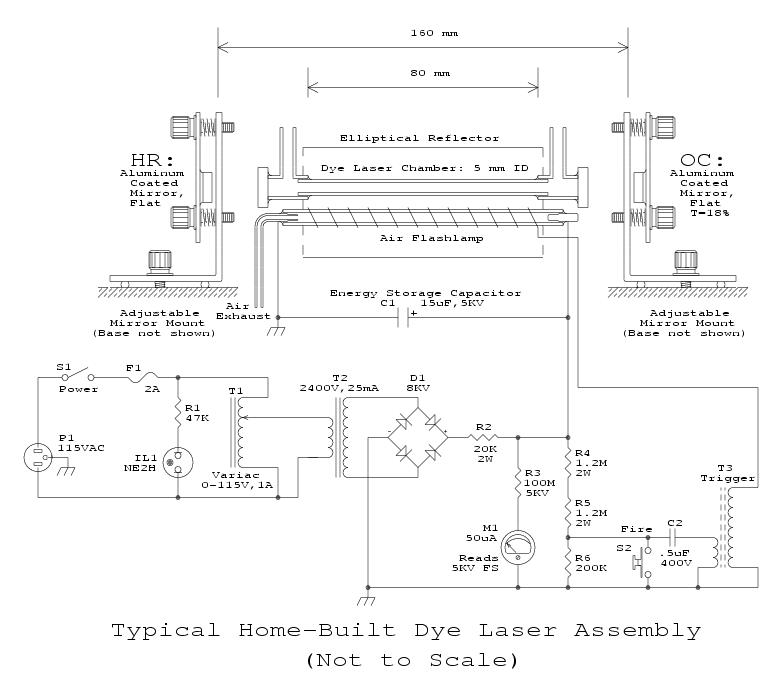 160 mm
80 mm
Elliptical Reflector
HR:
Aluminum
Coated
Mirror,
Flat
Dye Laser Chamber: 5 mm ID
OC:
Aluminum
Coated
Mirror,
Flat
T=18%
Air Flashlamp
Adjustable
Mirror Mount
(Base not shown)
Air
Exhaust
Energy Storage Capacitor
C1
15uF,5KV
+
Adjustable
Mirror Mount
(Base not shown)
S1
Power
F1
2A
P1
115VAC
R1
47K
IL1
NE2H
T1
Variac
0-115V,1A
T2
2400V,25mA
D1
8KV
-
+
R2
20K
2W
R3
100M
5KV
M1
50uA
Reads
5KV FS
R4
1.2M
2W
R5
1.2M
2W
R6
200K
Fire
S2
C2
.5uF
400V
T3
Trigger
Typical Home-Built Dye Laser Assembly
(Not to Scale)